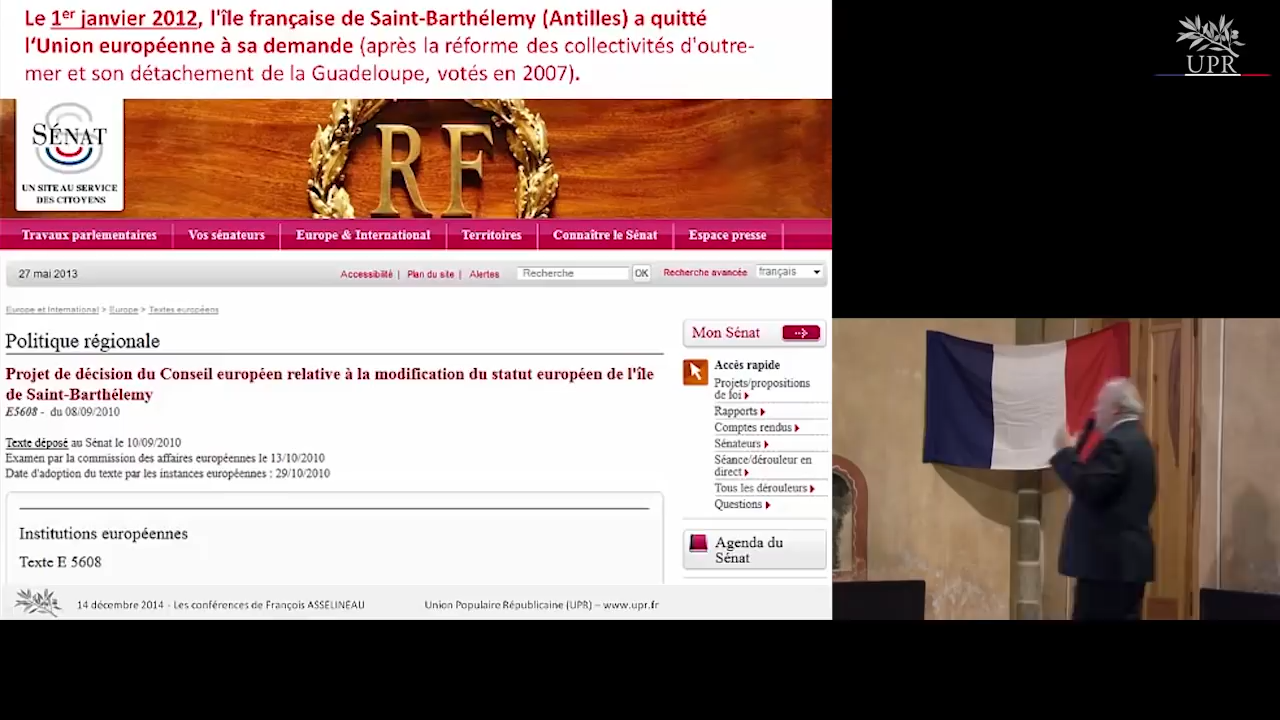 Le 1er janvier 2012, l'île française de Saint-Barthélemy (Antilles) a quitté
l'Union européenne à sa demande (après la réforme des collectivités d'outre-
mer et son détachement de la Guadeloupe, votés en 2007).
UPR
SÉNAT
UN SITE AU SERVICE
DES CITOYENS
RF
Travaux parlementaires
Vos sénateurs
Europe & International
Territoires
Connaître le Sénat
Espace presse
27 mai 2013
Accessibilité | Plan du site | Alertes
Recherche
OK
Recherche avancée
français
Europe et International > Europe > Textes européens
Politique régionale
Projet de décision du Conseil européen relative à la modification du statut européen de l'île
de Saint-Barthélemy
E5608 - du 08/09/2010
Texte déposé au Sénat le 10/09/2010
Examen par la commission des affaires européennes le 13/10/2010
Date d'adoption du texte par les instances européennes : 29/10/2010
Institutions européennes
Texte E 5608
Mon Sénat
Accès rapide
Projets/propositions
de loi
Rapports
Comptes rendus
Sénateurs
Séance/dérouleur en
direct
Tous les dérouleurs
Questions
Agenda du
Sénat
14 décembre 2014 - Les conférences de François ASSELINEAU
Union Populaire Républicaine (UPR) – www.upr.fr